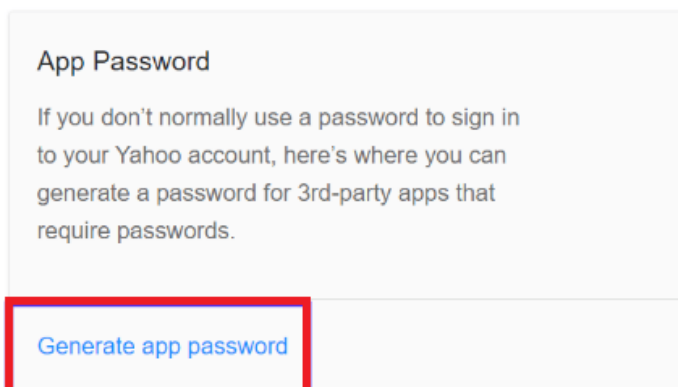 App Password
If you don’t normally use a password to sign in
to your Yahoo account, here’s where you can
generate a password for 3rd-party apps that
require passwords.
Generate app password